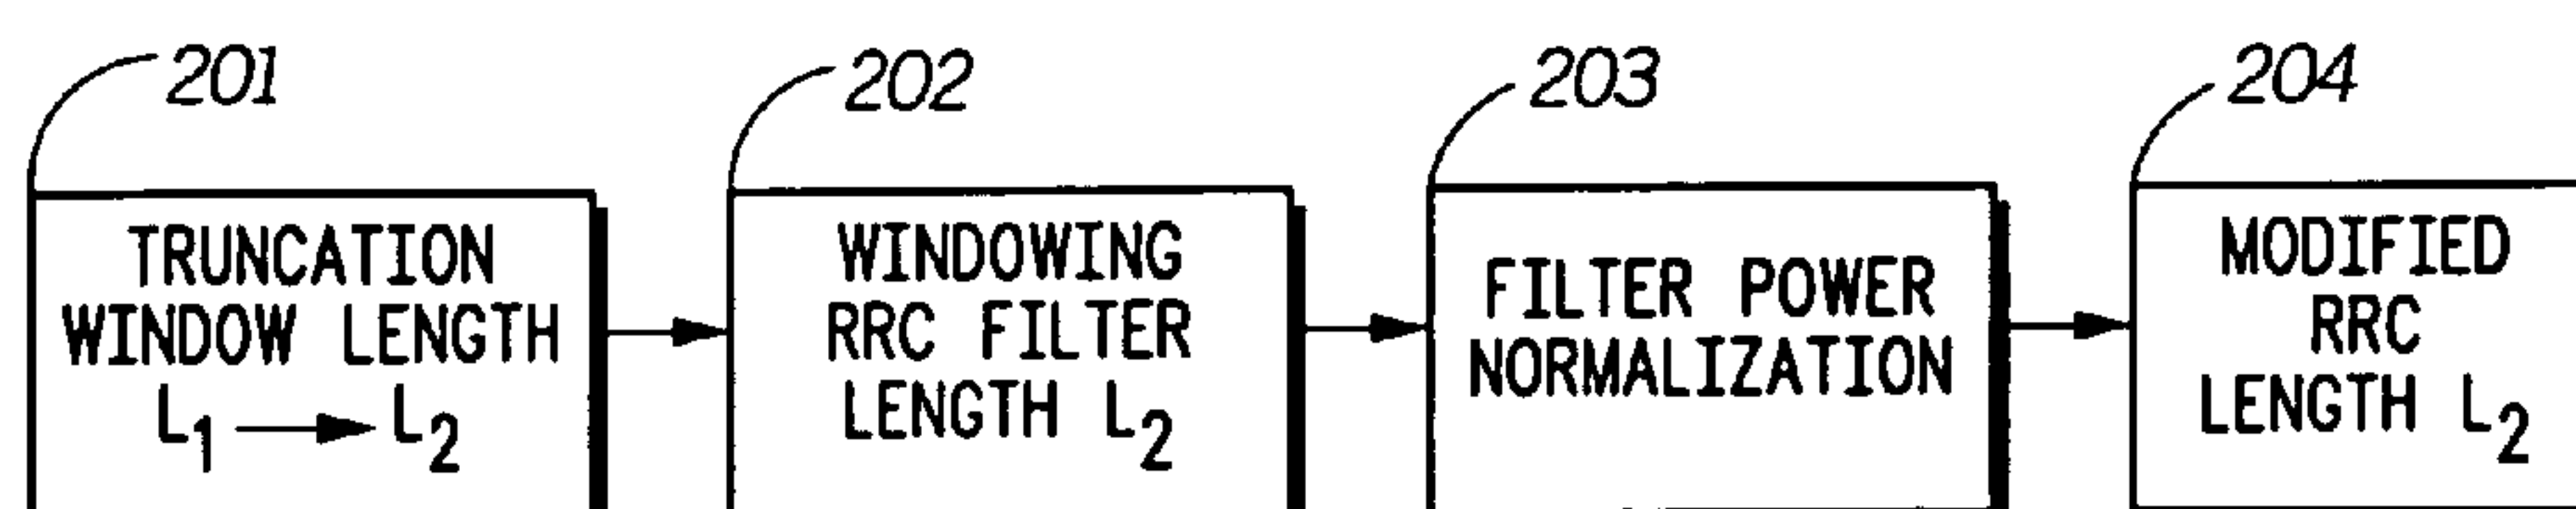 201
202
203
204
TRUNCATION
WINDOW LENGTH
L1 → L2
WINDOWING
RRC FILTER
LENGTH L2
FILTER POWER
NORMALIZATION
MODIFIED
RRC
LENGTH L2